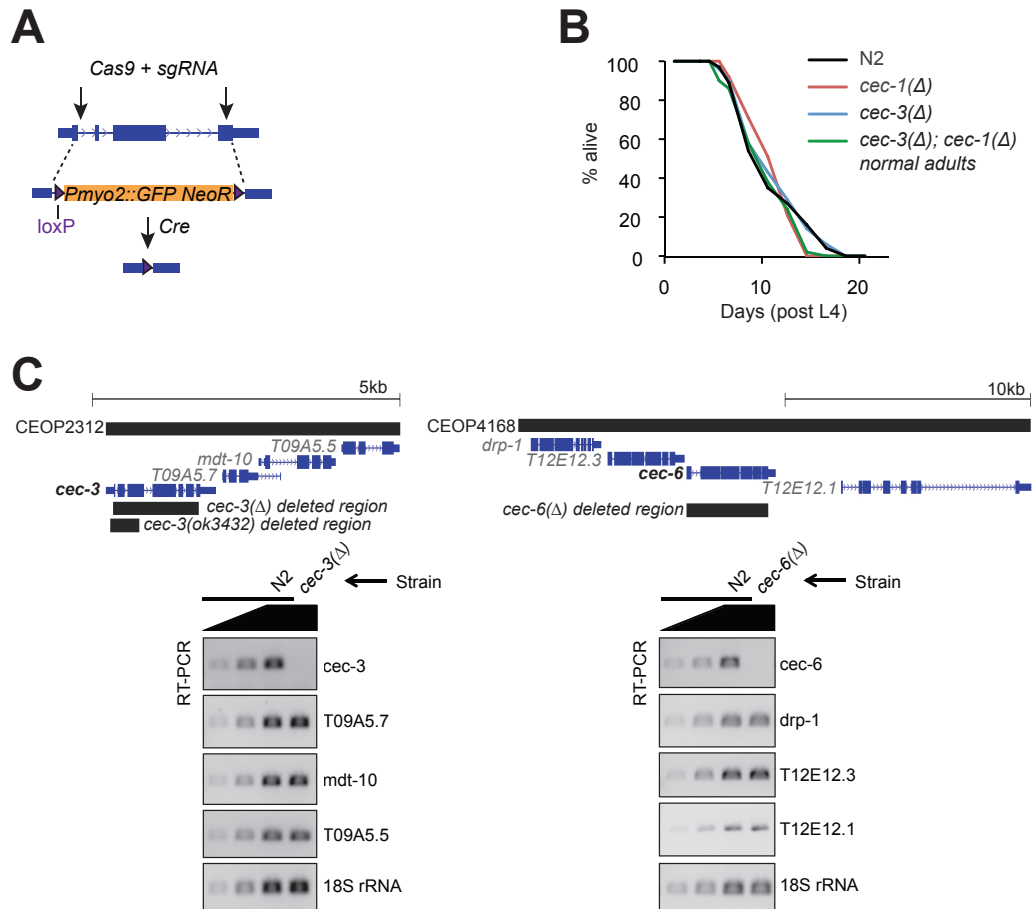 A
Cas9 + sgRNA
Pmyo2::GFP NeoR
loxP
Cre
B
% alive
100
80
60
40
20
0
0
10
20
Days (post L4)
N2
cec-1(Δ)
cec-3(Δ)
cec-3(Δ); cec-1(Δ)
normal adults
C
5kb
CEOP2312
T09A5.5
mdt-10
T09A5.7
cec-3
cec-3(Δ) deleted region
cec-3(ok3432) deleted region
N2
cec-3(Δ)
Strain
RT-PCR
cec-3
T09A5.7
mdt-10
T09A5.5
18S rRNA
10kb
CEOP4168
drp-1
T12E12.3
cec-6
T12E12.1
cec-6(Δ) deleted region
N2
cec-6(Δ)
Strain
RT-PCR
cec-6
drp-1
T12E12.3
T12E12.1
18S rRNA